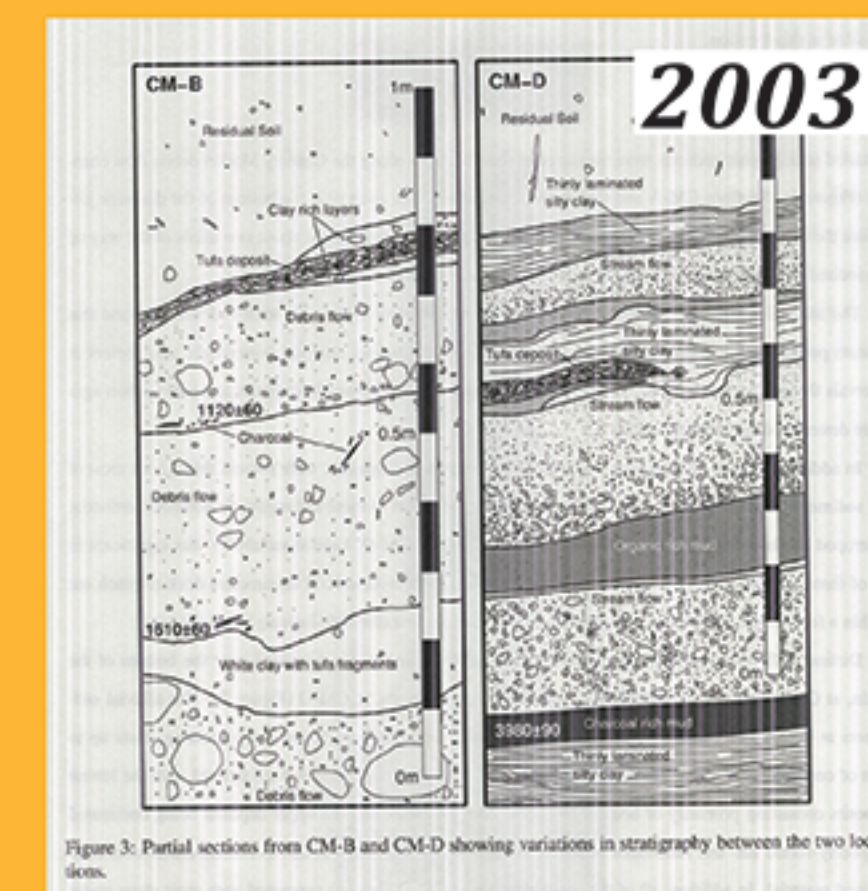 2003
CM-B
1m
Residual Soil
Clay rich layers
Tufa deposit
Debris flow
1120±60
Charcoal
0.5m
Debris flow
1510±60
White clay with tufa fragments
0m
Debris flow
CM-D
Residual Soil
Thinly laminated
silty clay
Stream flow
Thinly laminated
silty clay
Tufa deposit
Stream flow
0.5m
Organic rich mud
Stream flow
0m
3980±90
Charcoal rich mud
Thinly laminated
silty clay
Figure 3: Partial sections from CM-B and CM-D showing variations in stratigraphy between the two loc
tions.